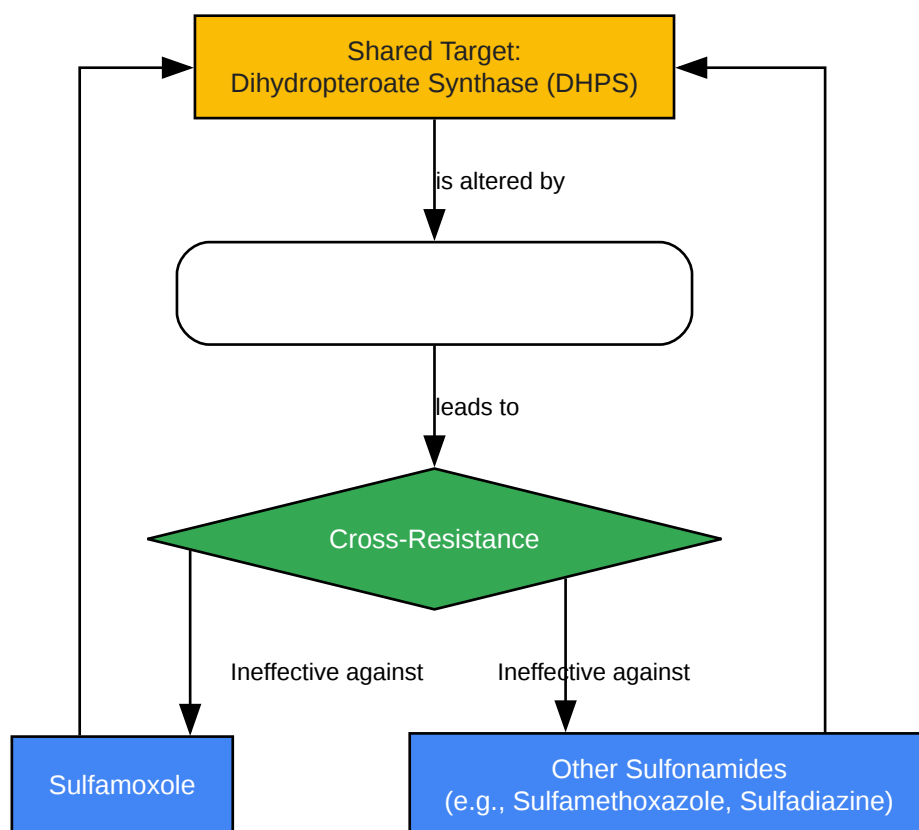 Shared Target:
Dihydropteroate Synthase (DHPS)
is altered by
leads to
Cross-Resistance
Ineffective against
Ineffective against
Sulfamoxole
Other Sulfonamides
(e.g., Sulfamethoxazole, Sulfadiazine)